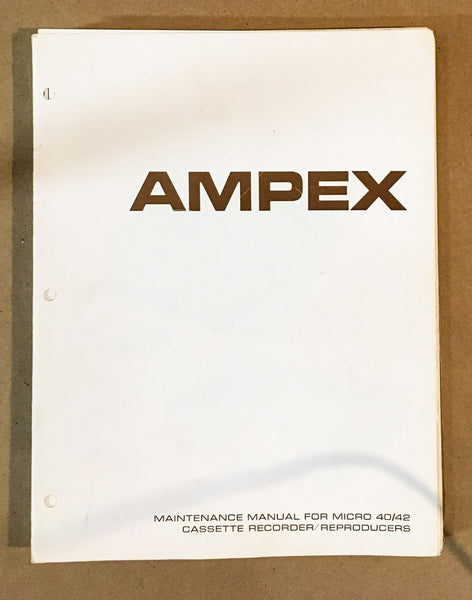 AMPEX
MAINTENANCE MANUAL FOR MICRO 40/42
CASSETTE RECORDER/REPRODUCERS